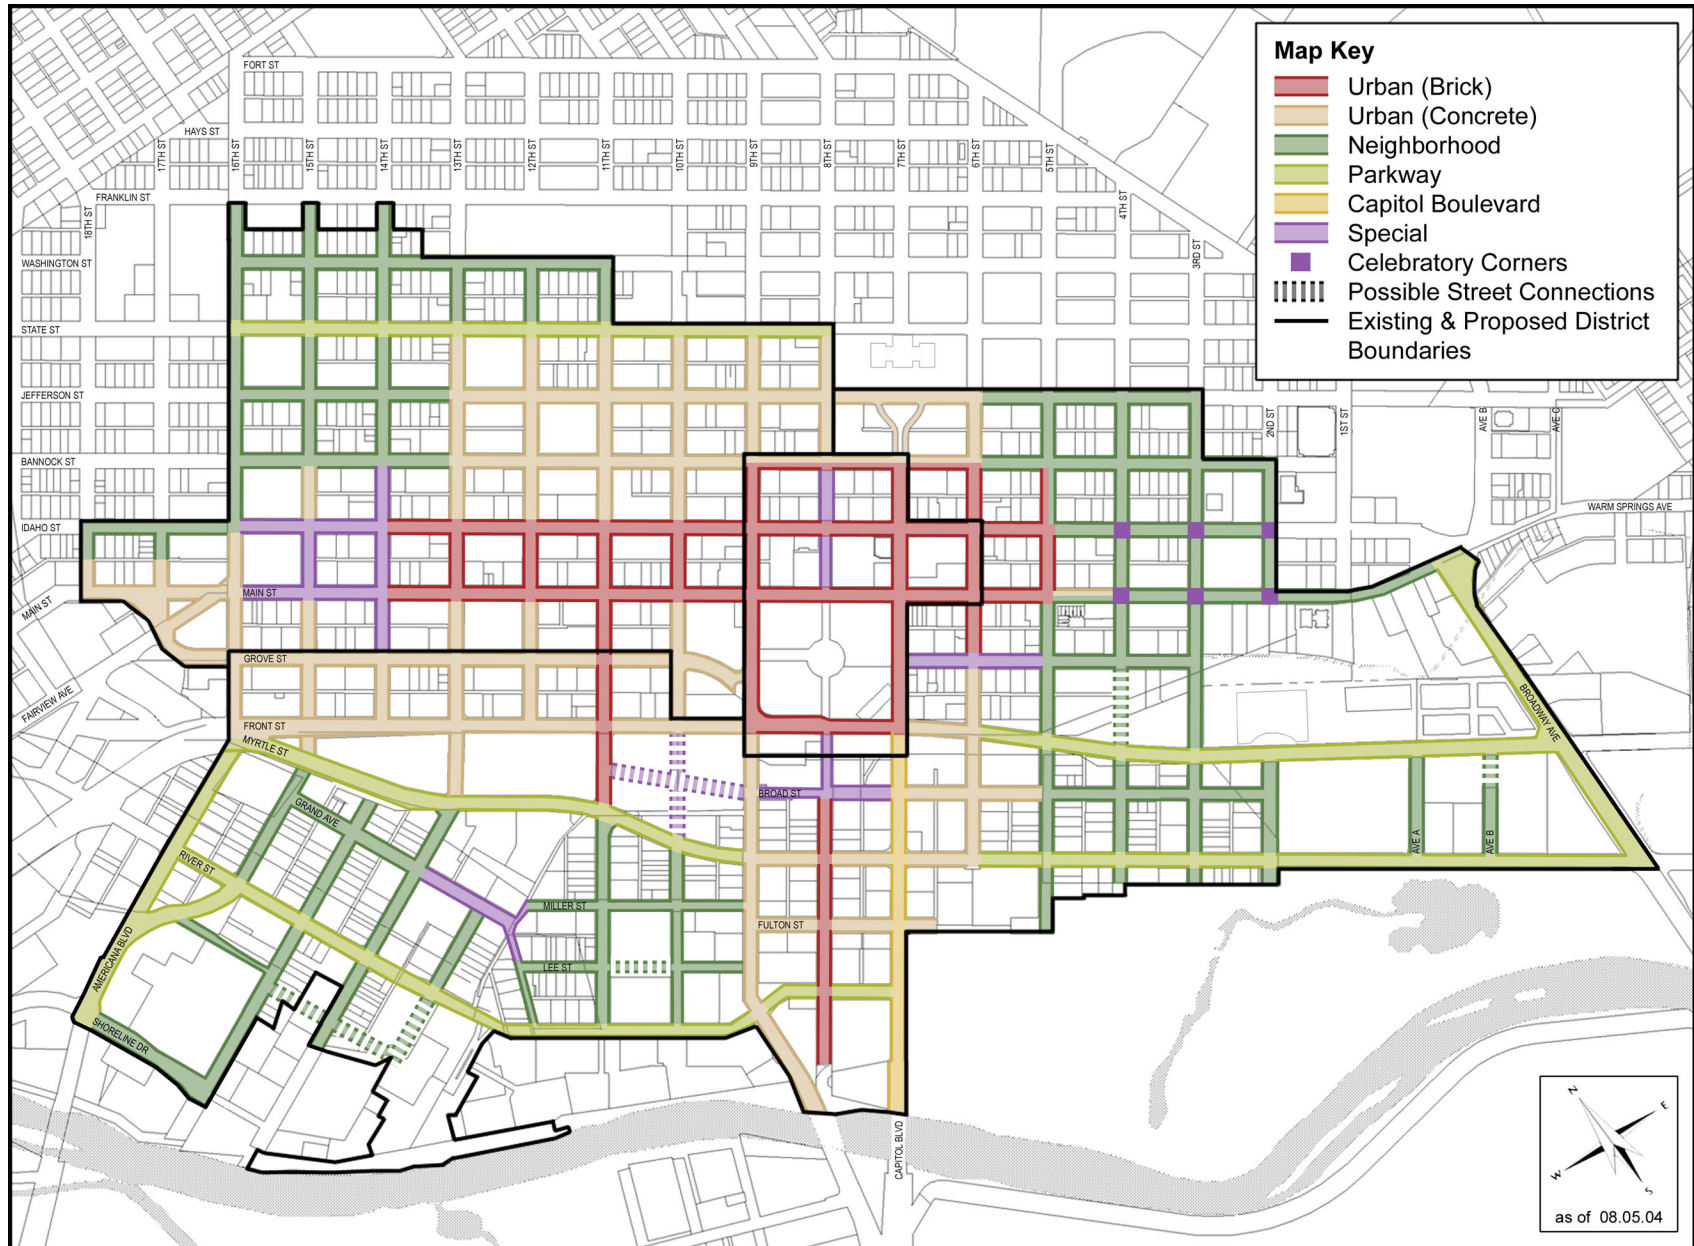 Map Key
Urban (Brick)
Urban (Concrete)
Neighborhood
Parkway
Capitol Boulevard
Special
Celebratory Corners
Possible Street Connections
Existing & Proposed District
Boundaries
FORT ST
HAYS ST
17TH ST
16TH ST
15TH ST
14TH ST
13TH ST
12TH ST
11TH ST
10TH ST
9TH ST
8TH ST
7TH ST
6TH ST
5TH ST
4TH ST
3RD ST
FRANKLIN ST
18TH ST
WASHINGTON ST
STATE ST
JEFFERSON ST
2ND ST
1ST ST
AVE B
AVE C
BANNOCK ST
WARM SPRINGS AVE
IDAHO ST
MAIN ST
MAIN ST
GROVE ST
FAIRVIEW AVE
BROADWAY AVE
FRONT ST
MYRTLE ST
BROAD ST
GRAND AVE
AVE A
AVE B
RIVER ST
MILLER ST
FULTON ST
AMERICANA BLVD
LEE ST
SHORELINE DR
CAPITOL BLVD
N
E
W
S
as of 08.05.04